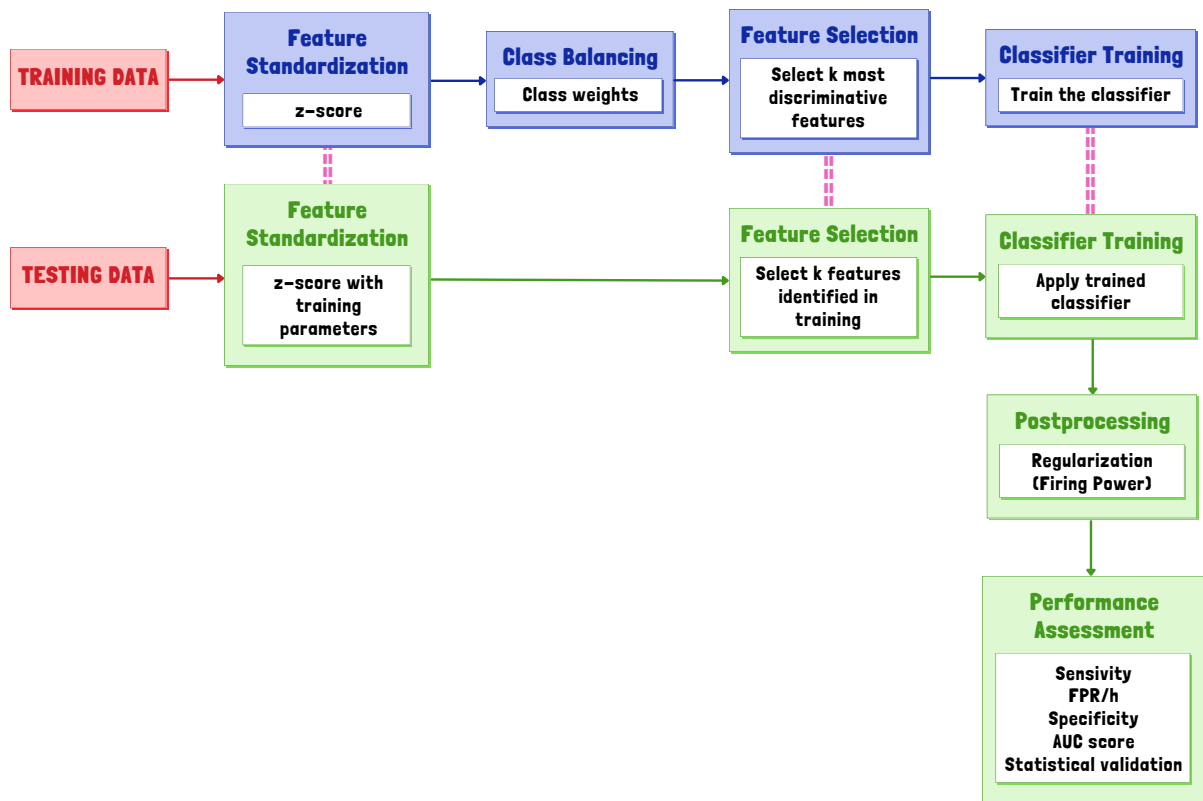 TRAINING DATA
Feature
Standardization
z-score
Class Balancing
Class weights
Feature Selection
Select k most
discriminative
features
Classifier Training
Train the classifier
TESTING DATA
Feature
Standardization
z-score with
training
parameters
Feature Selection
Select k features
identified in
training
Classifier Training
Apply trained
classifier
Postprocessing
Regularization
(Firing Power)
Performance
Assessment
Sensivity
FPR/h
Specificity
AUC score
Statistical validation